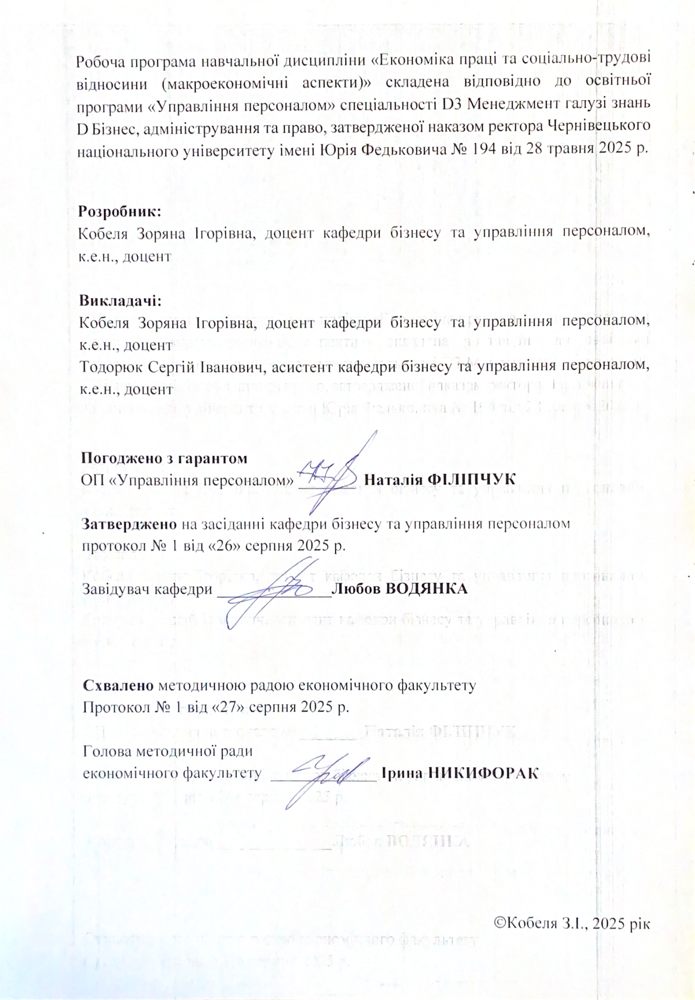 Робоча програма навчальної дисципліни «Економіка праці та соціально-трудові
відносини (макроекономічні аспекти)» складена відповідно до освітньої
програми «Управління персоналом» спеціальності D3 Менеджмент галузі знань
D Бізнес, адміністрування та право, затвердженої наказом ректора Чернівецького
національного університету імені Юрія Федьковича № 194 від 28 травня 2025 р.
Розробник:
Кобеля Зоряна Ігорівна, доцент кафедри бізнесу та управління персоналом,
к.е.н., доцент
Викладачі:
Кобеля Зоряна Ігорівна, доцент кафедри бізнесу та управління персоналом,
к.е.н., доцент
Тодорюк Сергій Іванович, асистент кафедри бізнесу та управління персоналом,
к.е.н., доцент
Погоджено з гарантом
ОП «Управління персоналом» _______ Наталія ФІЛІПЧУК
Затверджено на засіданні кафедри бізнесу та управління персоналом
протокол № 1 від «26» серпня 2025 р.
Завідувач кафедри ______________Любов ВОДЯНКА
Схвалено методичною радою економічного факультету
Протокол № 1 від «27» серпня 2025 р.
Голова методичної ради
економічного факультету _____________ Ірина НИКИФОРАК
©Кобеля З.І., 2025 рік